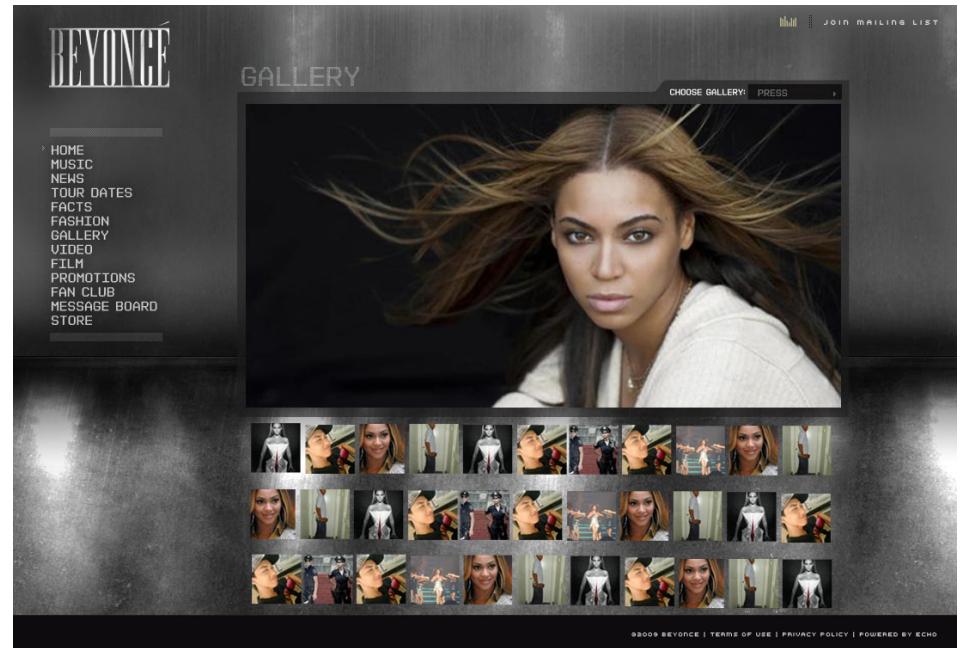 BEYONCÉ
JOIN MAILING LIST
GALLERY
CHOOSE GALLERY: PRESS
HOME
MUSIC
NEWS
TOUR DATES
FACTS
FASHION
GALLERY
VIDEO
FILM
PROMOTIONS
FAN CLUB
MESSAGE BOARD
STORE
©2009 BEYONCE | TERMS OF USE | PRIVACY POLICY | POWERED BY ECHO